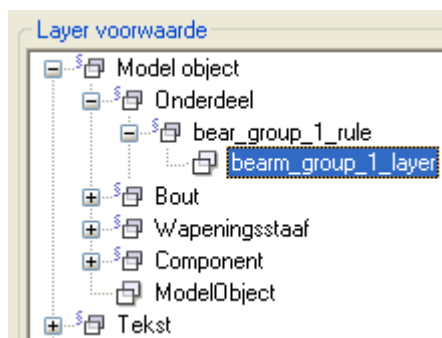 Layer voorwaarde
Model object
Onderdeel
bear_group_1_rule
bearm_group_1_layer
Bout
Wapeningsstaaf
Component
ModelObject
Tekst